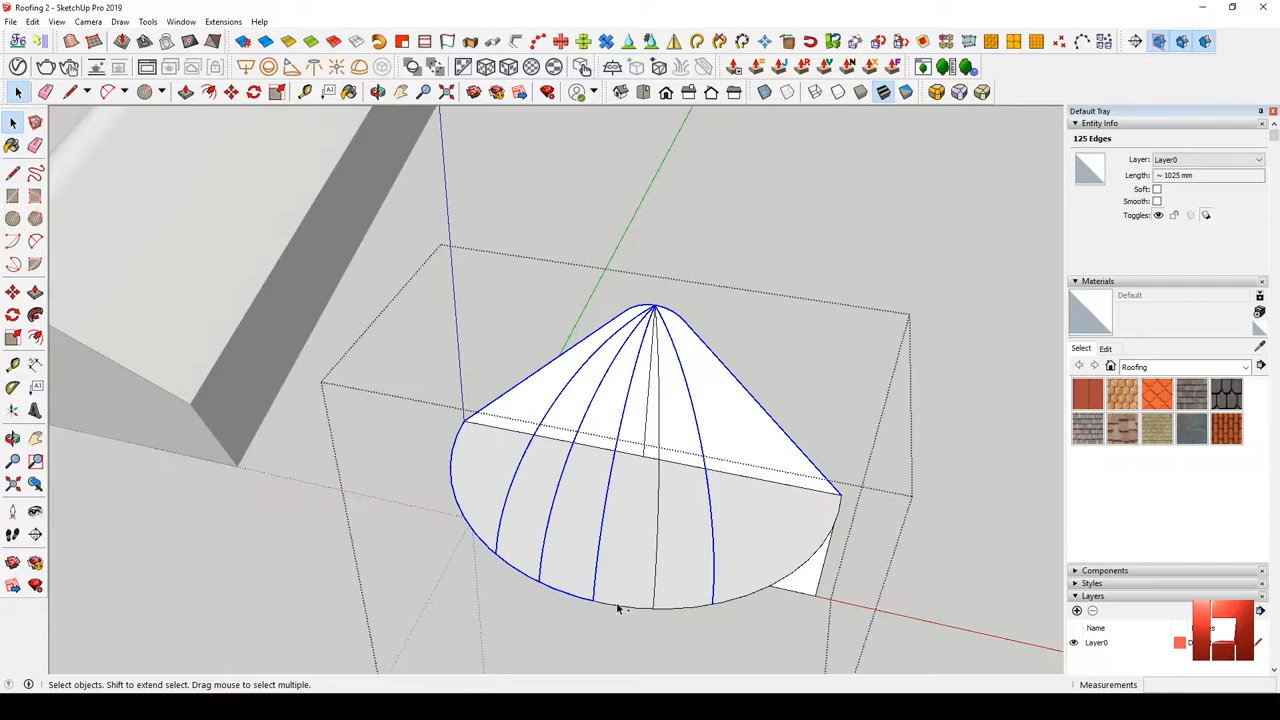 Roofing 2 - SketchUp Pro 2019
File Edit View Camera Draw Tools Window Extensions Help
Default Tray
Entity Info
125 Edges
Layer: Layer0
Length: ~ 1025 mm
Soft:
Smooth:
Toggles:
Materials
Default
Select Edit
Roofing
Components
Styles
Layers
Name
Layer0
Select objects. Shift to extend select. Drag mouse to select multiple.
Measurements